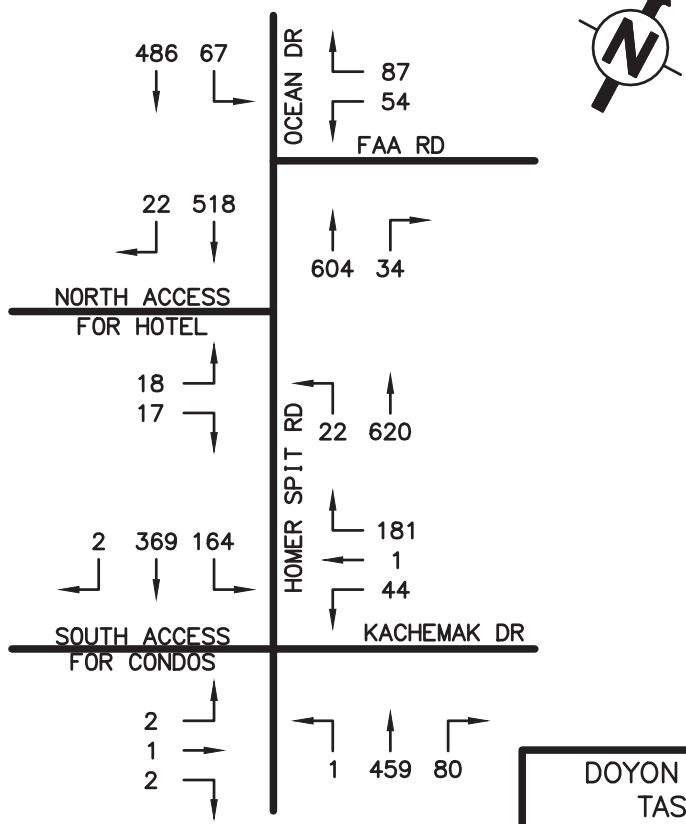 N
486 67
OCEAN DR
87
54
FAA RD
22 518
604 34
NORTH ACCESS
FOR HOTEL
18
17
HOMER SPIT RD
22 620
2 369 164
181
1
44
SOUTH ACCESS
FOR CONDOS
KACHEMAK DR
2
1
2
1 459 80
DOYON
TAS